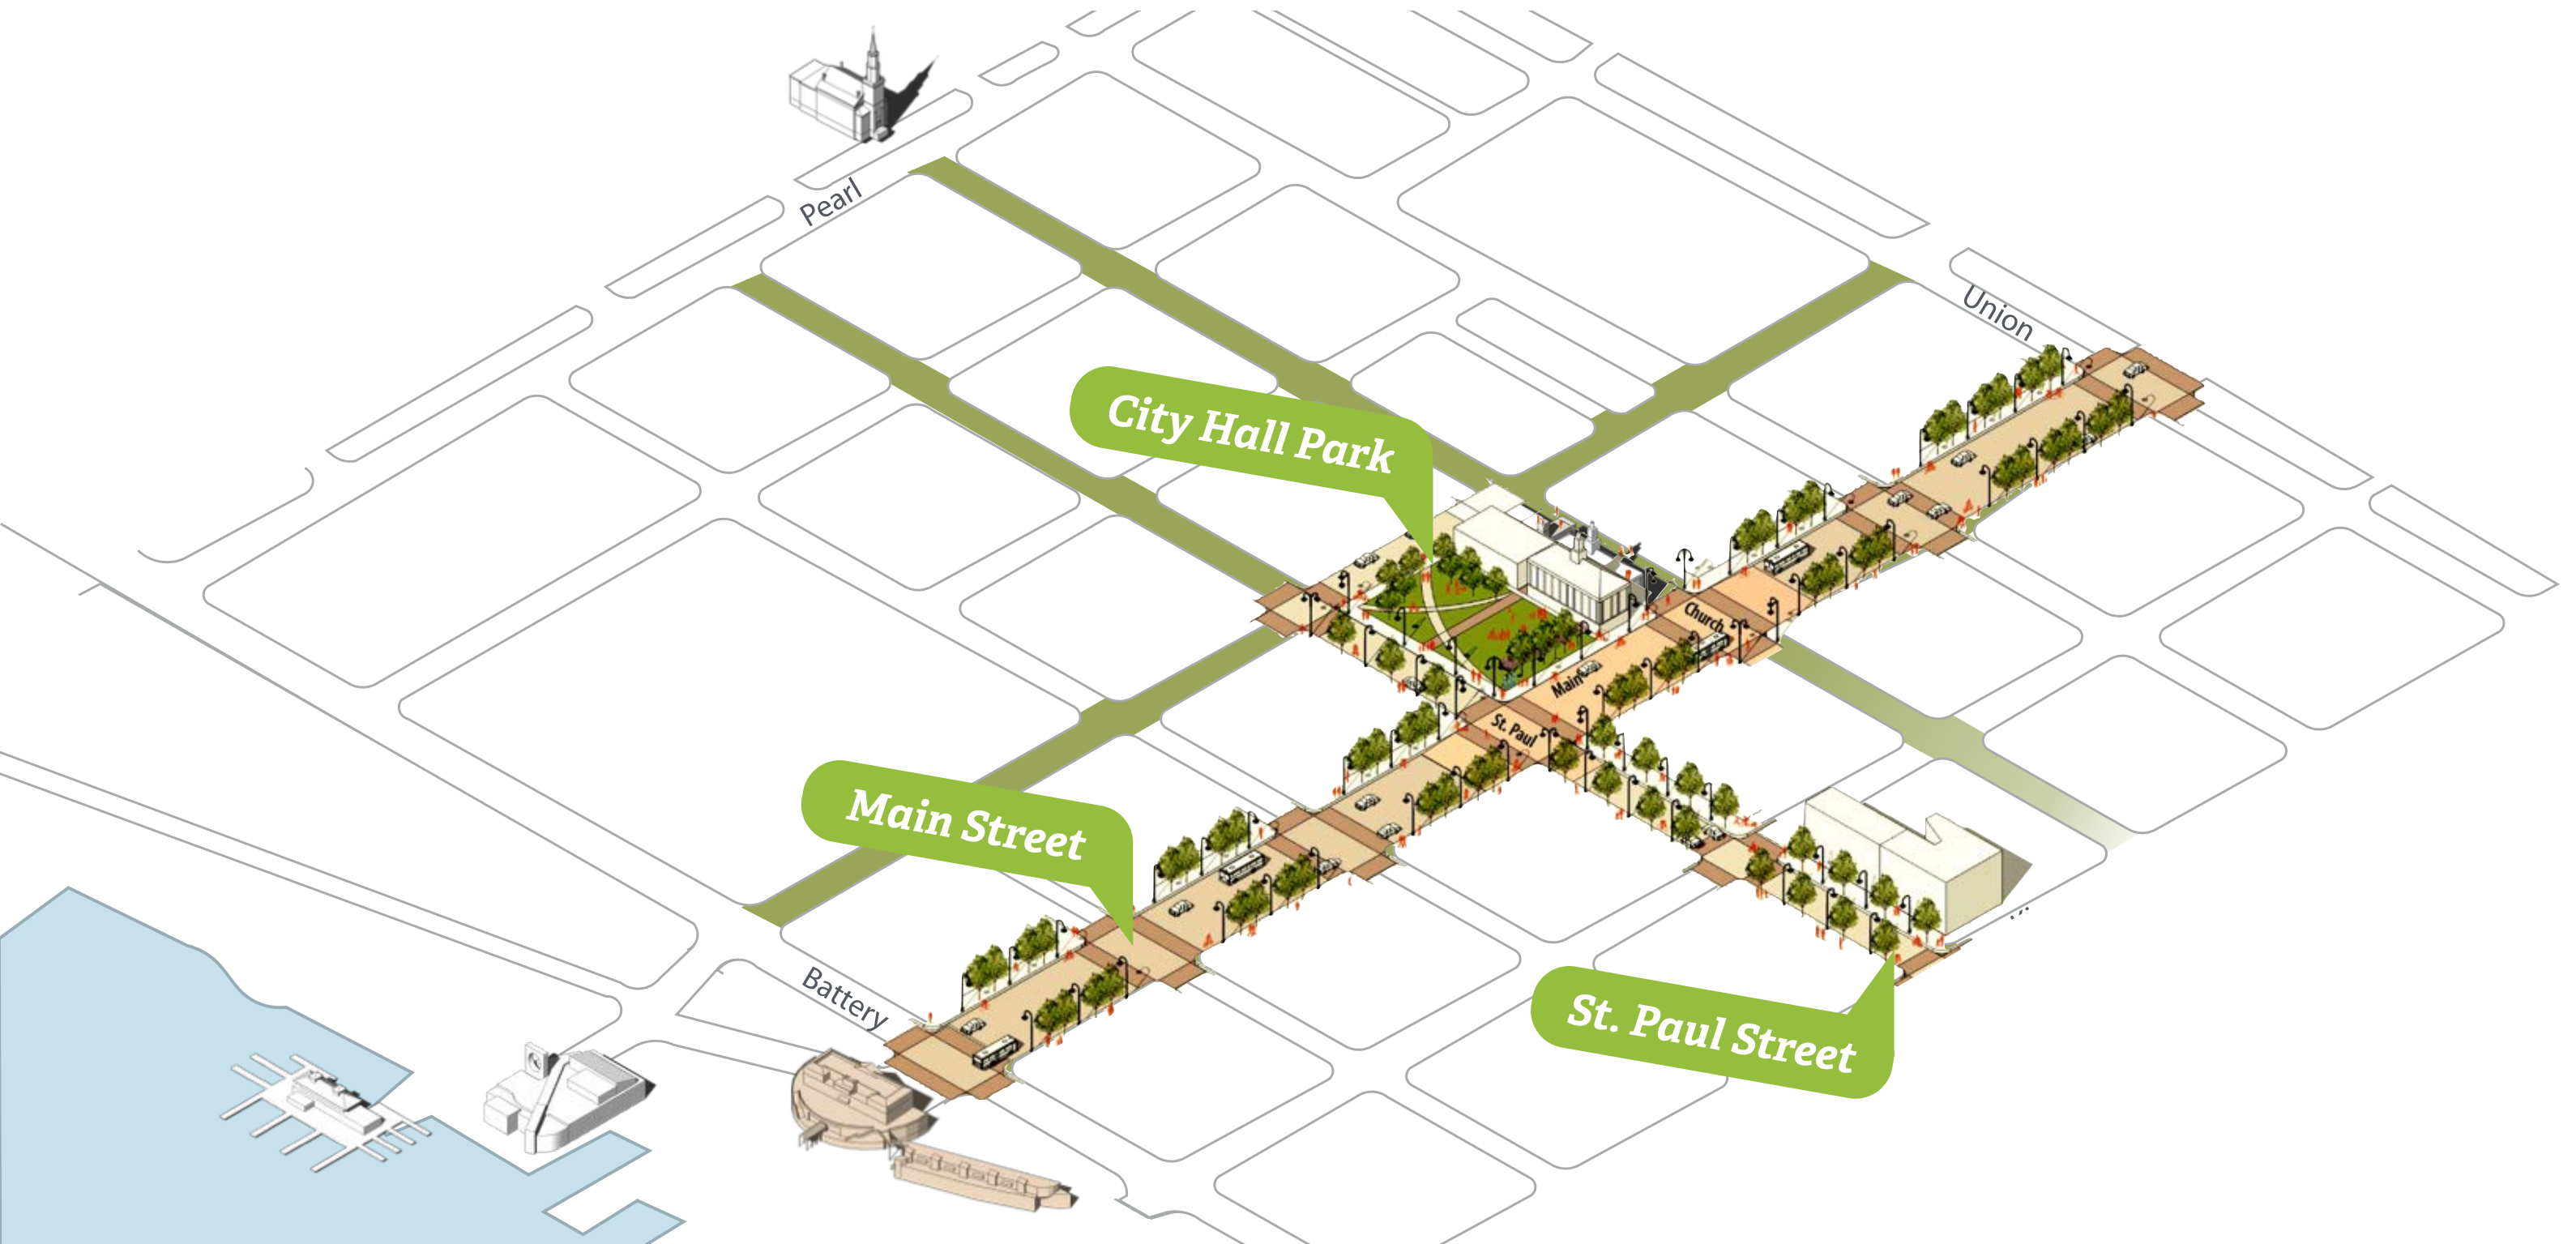 Pearl
Union
City Hall Park
Church
Main
St. Paul
Main Street
Battery
St. Paul Street